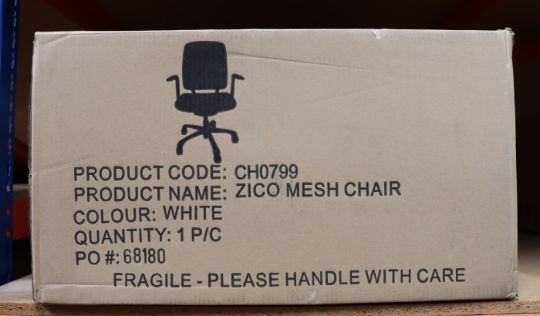 PRODUCT CODE: CH0799
PRODUCT NAME: ZICO MESH CHAIR
COLOUR: WHITE
QUANTITY: 1 P/C
PO #: 68180
FRAGILE - PLEASE HANDLE WITH CARE